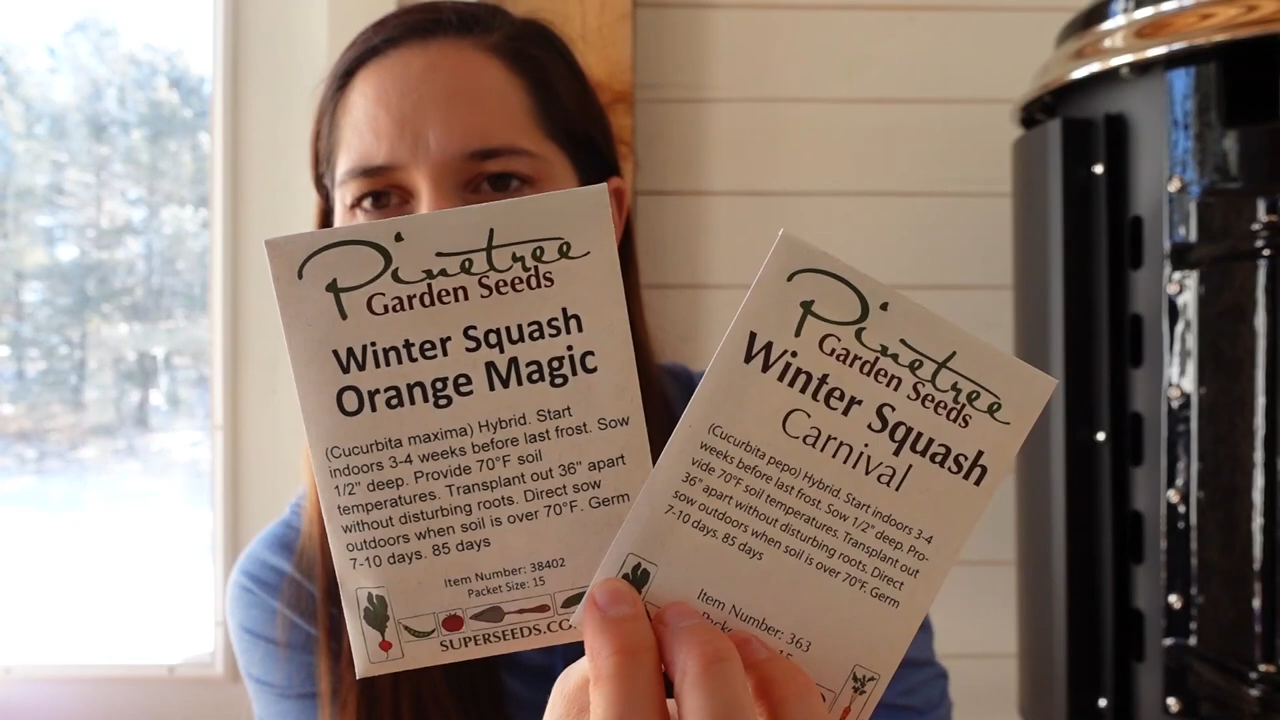 Pinetree
Garden Seeds
Winter Squash
Orange Magic
(Cucurbita maxima) Hybrid. Start
indoors 3-4 weeks before last frost. Sow
1/2" deep. Provide 70°F soil
temperatures. Transplant out 36" apart
without disturbing roots. Direct sow
outdoors when soil is over 70°F. Germ
7-10 days. 85 days
Item Number: 38402
Packet Size: 15
SUPERSEEDS.CO
Pinetree
Garden Seeds
Winter Squash
Carnival
(Cucurbita pepo) Hybrid. Start indoors 3-4
weeks before last frost. Sow 1/2" deep. Pro-
vide 70°F soil temperatures. Transplant out
36" apart without disturbing roots. Direct
sow outdoors when soil is over 70°F. Germ
7-10 days. 85 days
Item Number: 363
15